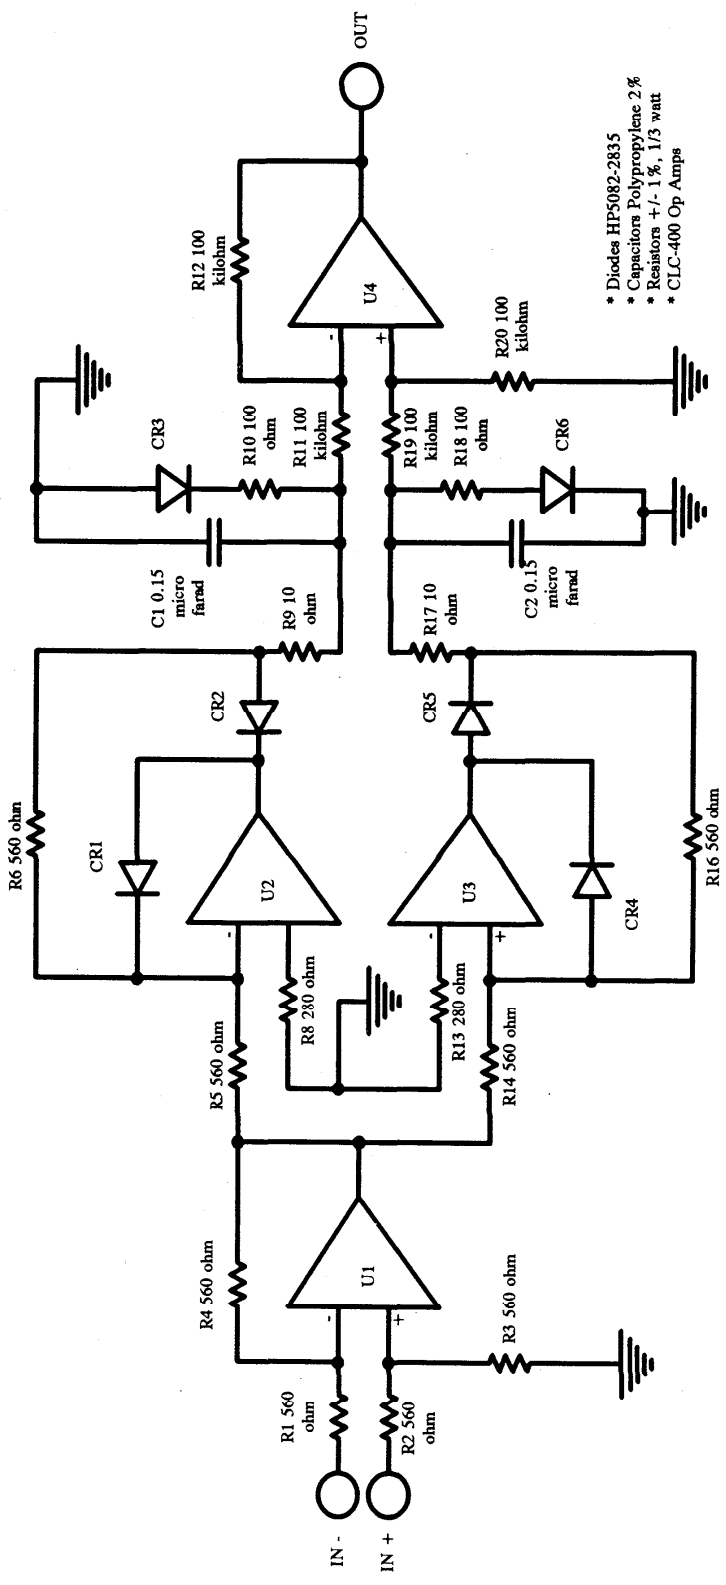 IN -
IN +
R1 560
ohm
R2 560
ohm
R3 560 ohm
R4 560 ohm
-
+
U1
R5 560 ohm
R14 560 ohm
R8 280 ohm
R13 280 ohm
R6 560 ohm
CR1
-
U2
CR2
-
+
U3
CR4
CR5
R16 560 ohm
R9 10
ohm
R17 10
ohm
C1 0.15
micro
farad
C2 0.15
micro
farad
CR3
R10 100
ohm
R11 100
kilohm
R19 100
kilohm
R18 100
ohm
CR6
R12 100
kilohm
R20 100
kilohm
-
+
U4
OUT
* Diodes HP5082-2835
* Capacitors Polypropylene 2%
* Resistors +/- 1%, 1/3 watt
* CLC-400 Op Amps